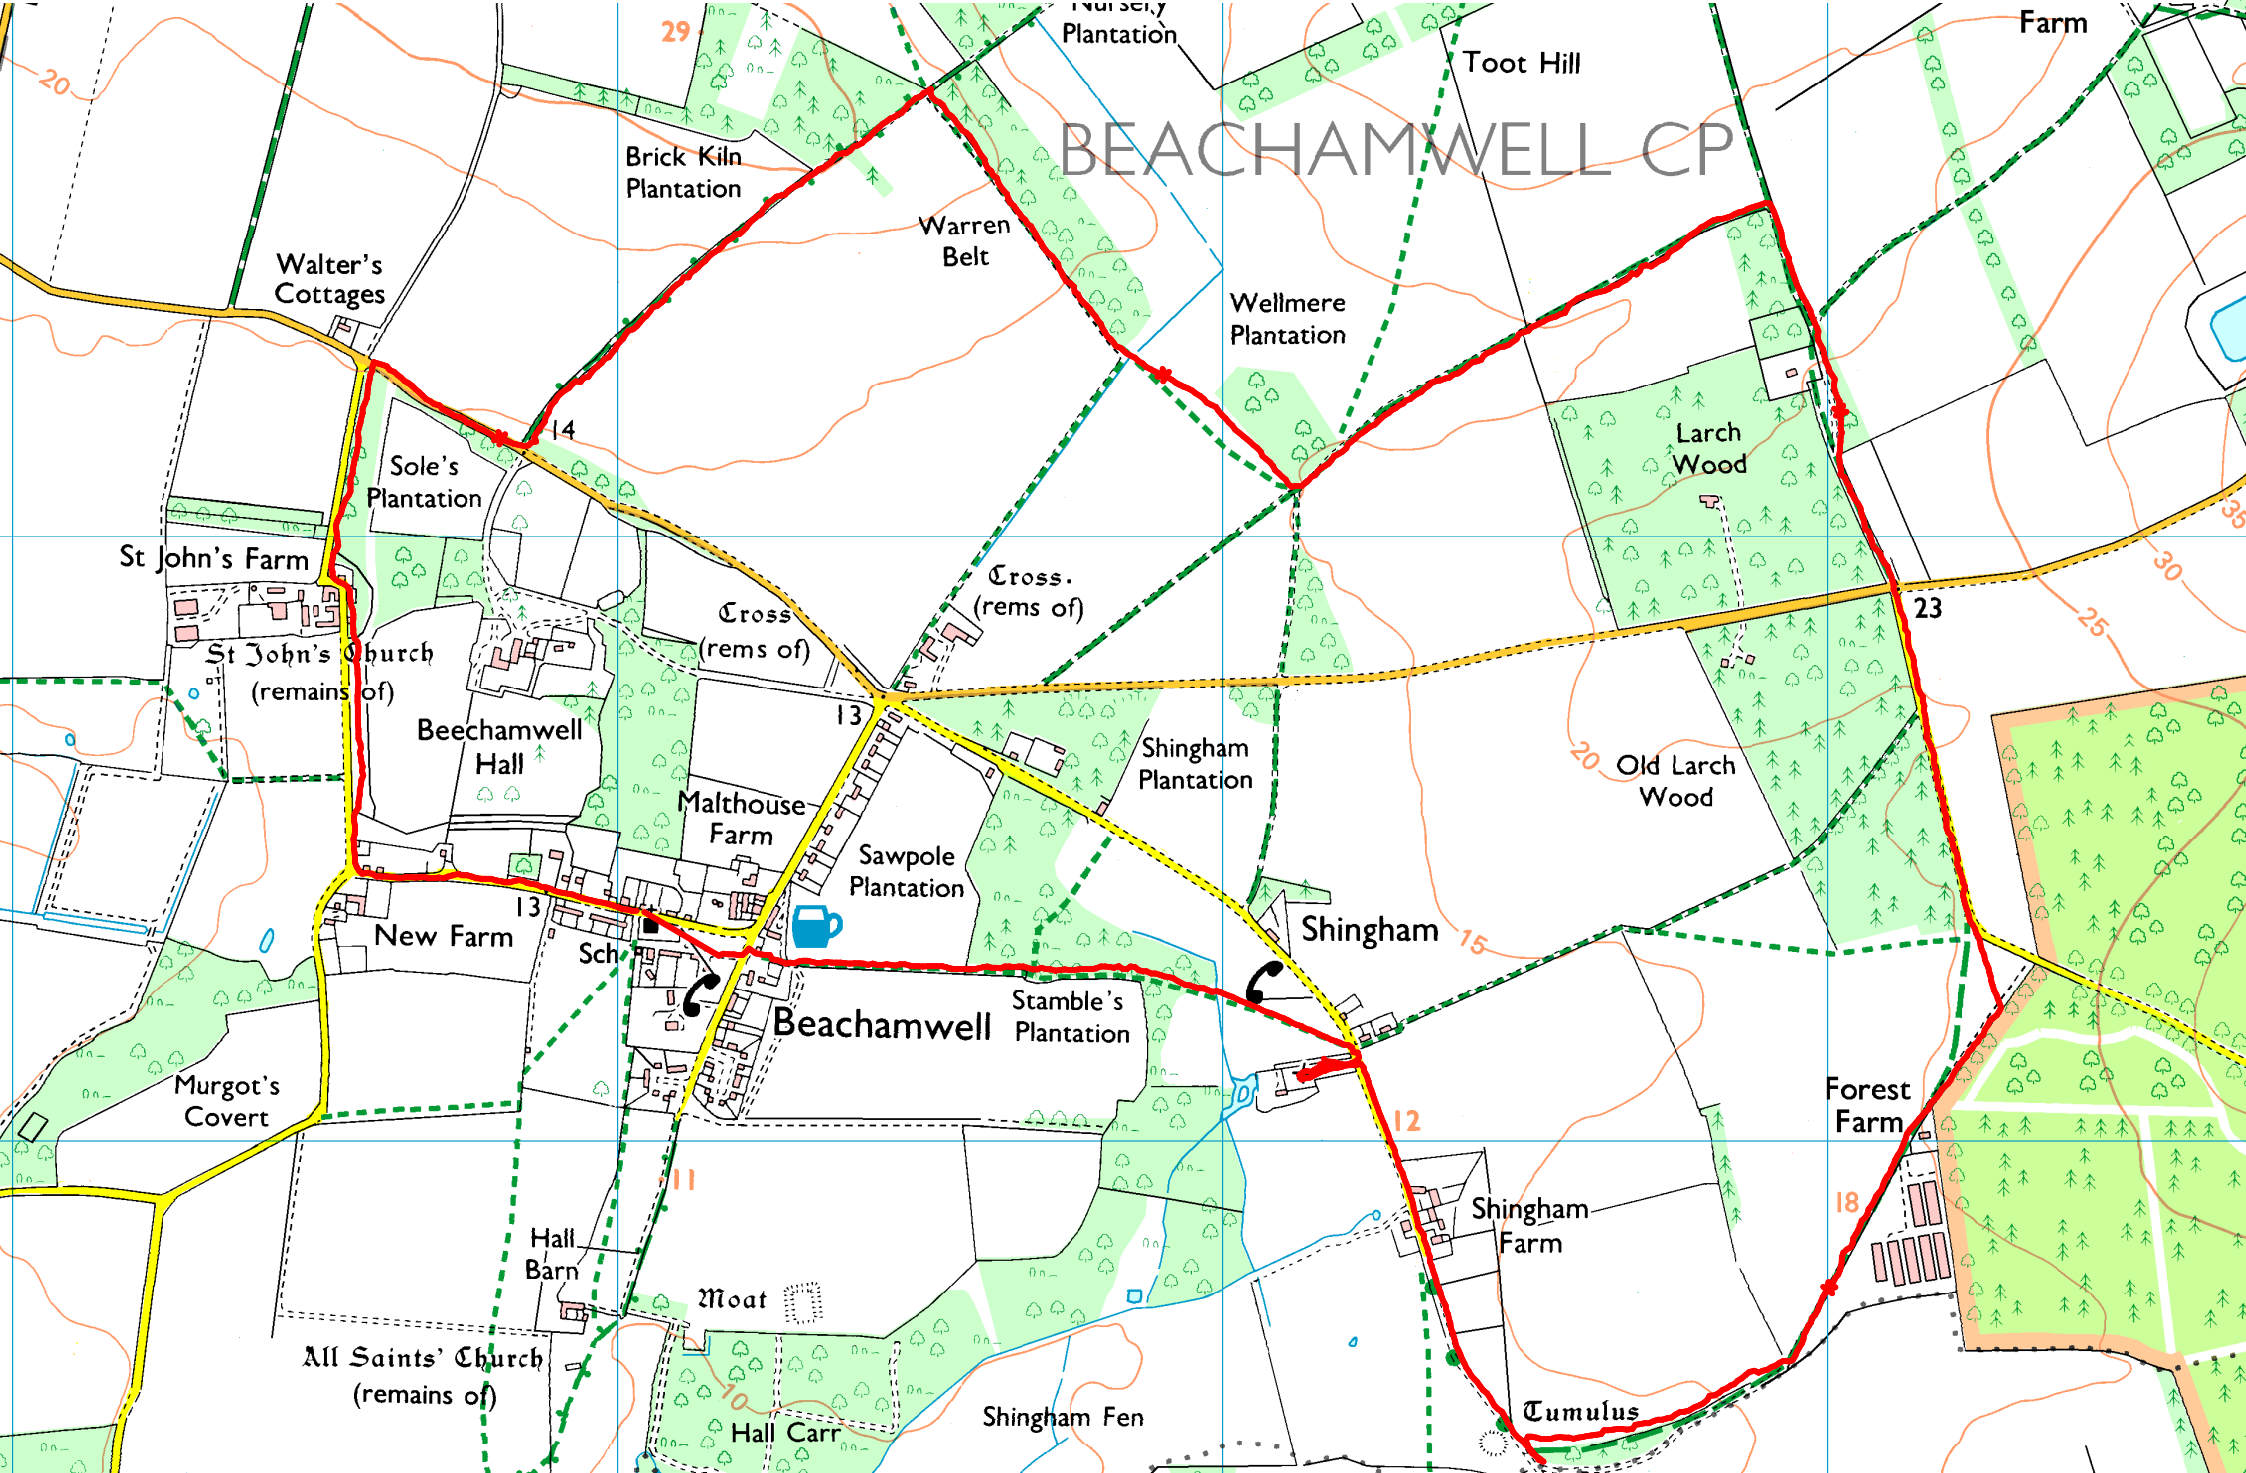 29
Nursery
Plantation
Toot Hill
Farm
20
BEACHAMWELL CP
Brick Kiln
Plantation
Warren
Belt
Walter's
Cottages
Wellmere
Plantation
14
Sole's
Plantation
Larch
Wood
35
St John's Farm
Cross
(rems of)
Cross
(rems of)
30
23
25
St John's Church
(remains of)
13
Beechamwell
Hall
Shingham
Plantation
20
Old Larch
Wood
Malthouse
Farm
Sawpole
Plantation
13
New Farm
Sch
Shingham
15
Stamble's
Plantation
Beachamwell
Murgot's
Covert
Forest
Farm
12
11
18
Shingham
Farm
Hall
Barn
Moat
All Saints' Church
(remains of)
10
Hall Carr
Shingham Fen
Tumulus